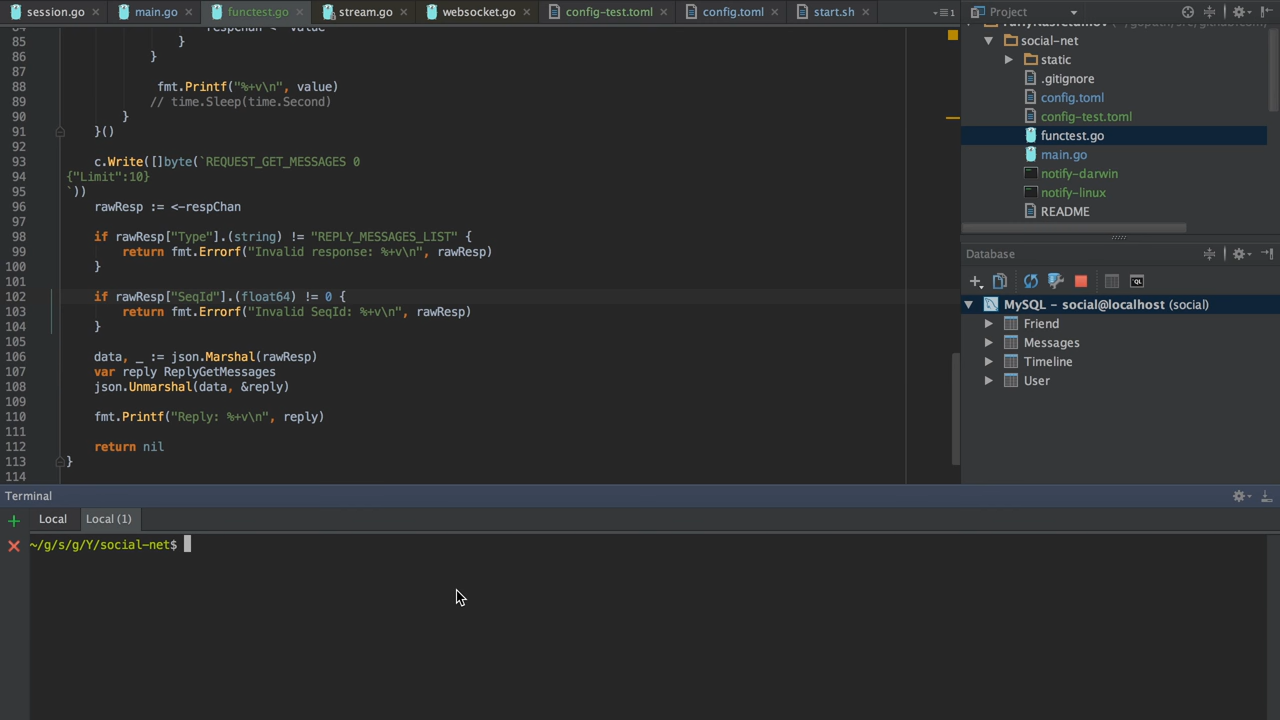 session.go
main.go
functest.go
stream.go
websocket.go
config-test.toml
config.toml
start.sh
85 }
86 }
87
88 fmt.Printf("%+v\n", value)
89 // time.Sleep(time.Second)
90 }
91 }()
92
93 c.Write([]byte(`REQUEST_GET_MESSAGES 0
94 {"Limit":10}
95 `))
96 rawResp := <-respChan
97
98 if rawResp["Type"].(string) != "REPLY_MESSAGES_LIST" {
99 return fmt.Errorf("Invalid response: %+v\n", rawResp)
100 }
101
102 if rawResp["SeqId"].(float64) != 0 {
103 return fmt.Errorf("Invalid SeqId: %+v\n", rawResp)
104 }
105
106 data, _ := json.Marshal(rawResp)
107 var reply ReplyGetMessages
108 json.Unmarshal(data, &reply)
109
110 fmt.Printf("Reply: %+v\n", reply)
111
112 return nil
113 }
114
Project
social-net
static
.gitignore
config.toml
config-test.toml
functest.go
main.go
notify-darwin
notify-linux
README
Database
QL
MySQL - social@localhost (social)
Friend
Messages
Timeline
User
Terminal
Local
Local (1)
~/g/s/g/Y/social-net$